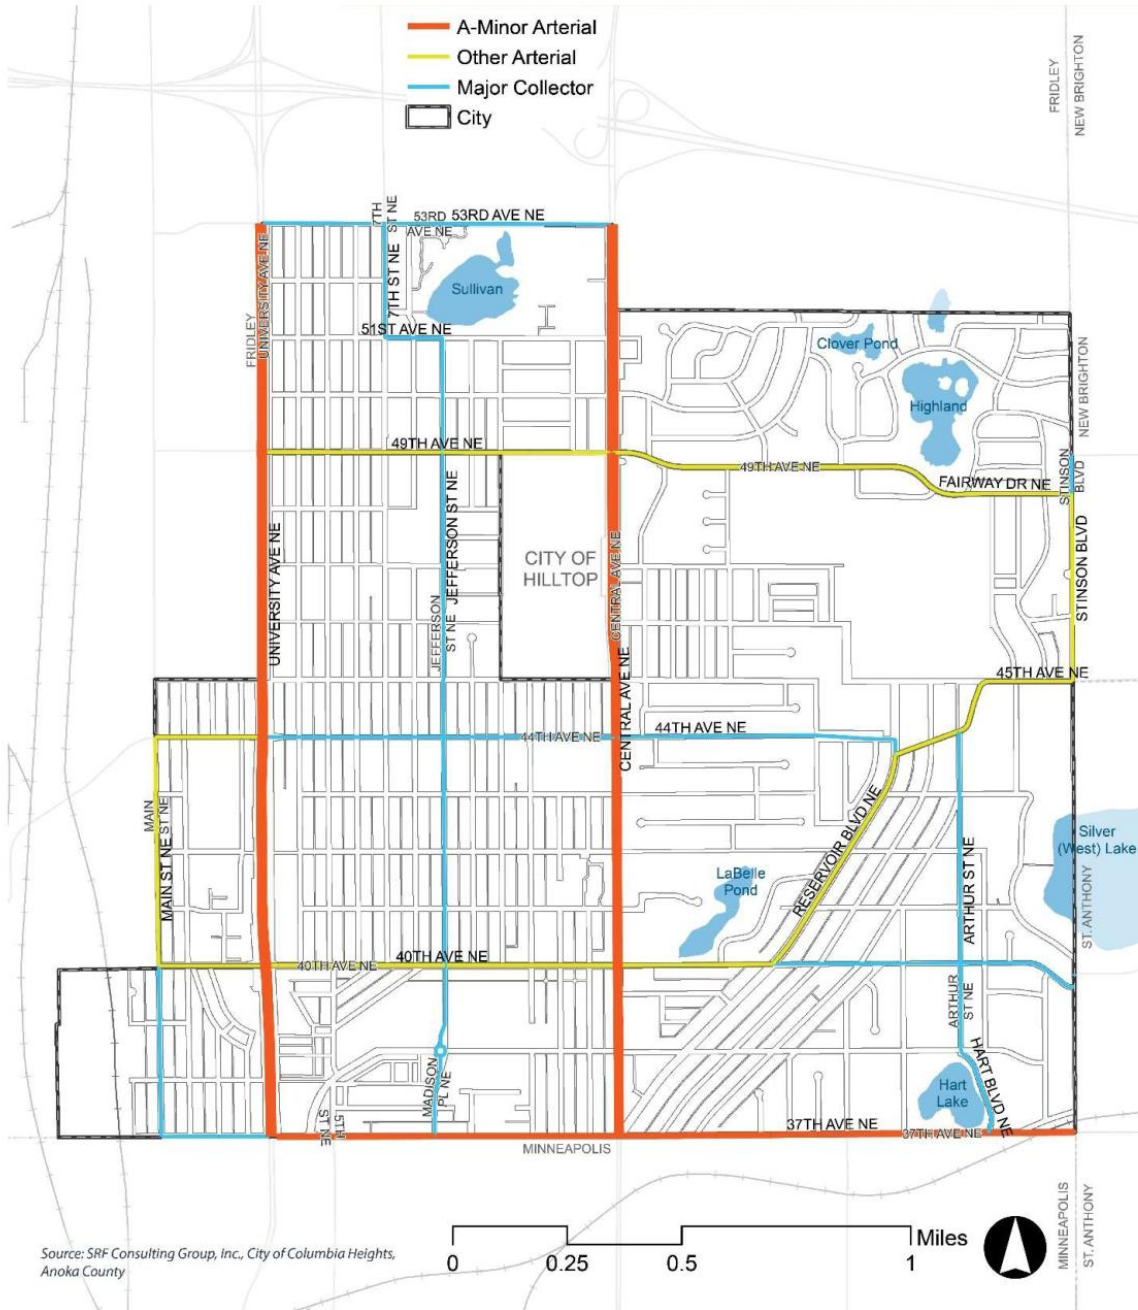 A-Minor Arterial
Other Arterial
Major Collector
City
FRIDLEY
NEW BRIGHTON
7TH
ST NE
53RD
AVE NE
53RD AVE NE
UNIVERSITY AVE NE
FRIDLEY
7TH ST NE
Sullivan
51ST AVE NE
Clover Pond
Highland
NEW BRIGHTON
49TH AVE NE
49TH AVE NE
FAIRWAY DR NE
STINSON
BLVD
STINSON BLVD
UNIVERSITY AVE NE
JEFFERSON ST NE
JEFFERSON
ST NE
CITY OF
HILLTOP
CENTRAL AVE NE
CENTRAL AVE NE
45TH AVE NE
44TH AVE NE
44TH AVE NE
MAIN
ST NE
MAIN ST NE
RESERVOIR BLVD NE
LaBelle
Pond
ARTHUR ST NE
Silver
(West) Lake
ST. ANTHONY
40TH AVE NE
40TH AVE NE
ARTHUR
ST NE
MADISON
PL NE
HART BLVD NE
Hart
Lake
5TH
ST NE
37TH AVE NE
37TH AVE NE
MINNEAPOLIS
MINNEAPOLIS
ST. ANTHONY
Source: SRF Consulting Group, Inc., City of Columbia Heights,
Anoka County
0 0.25 0.5 1 Miles